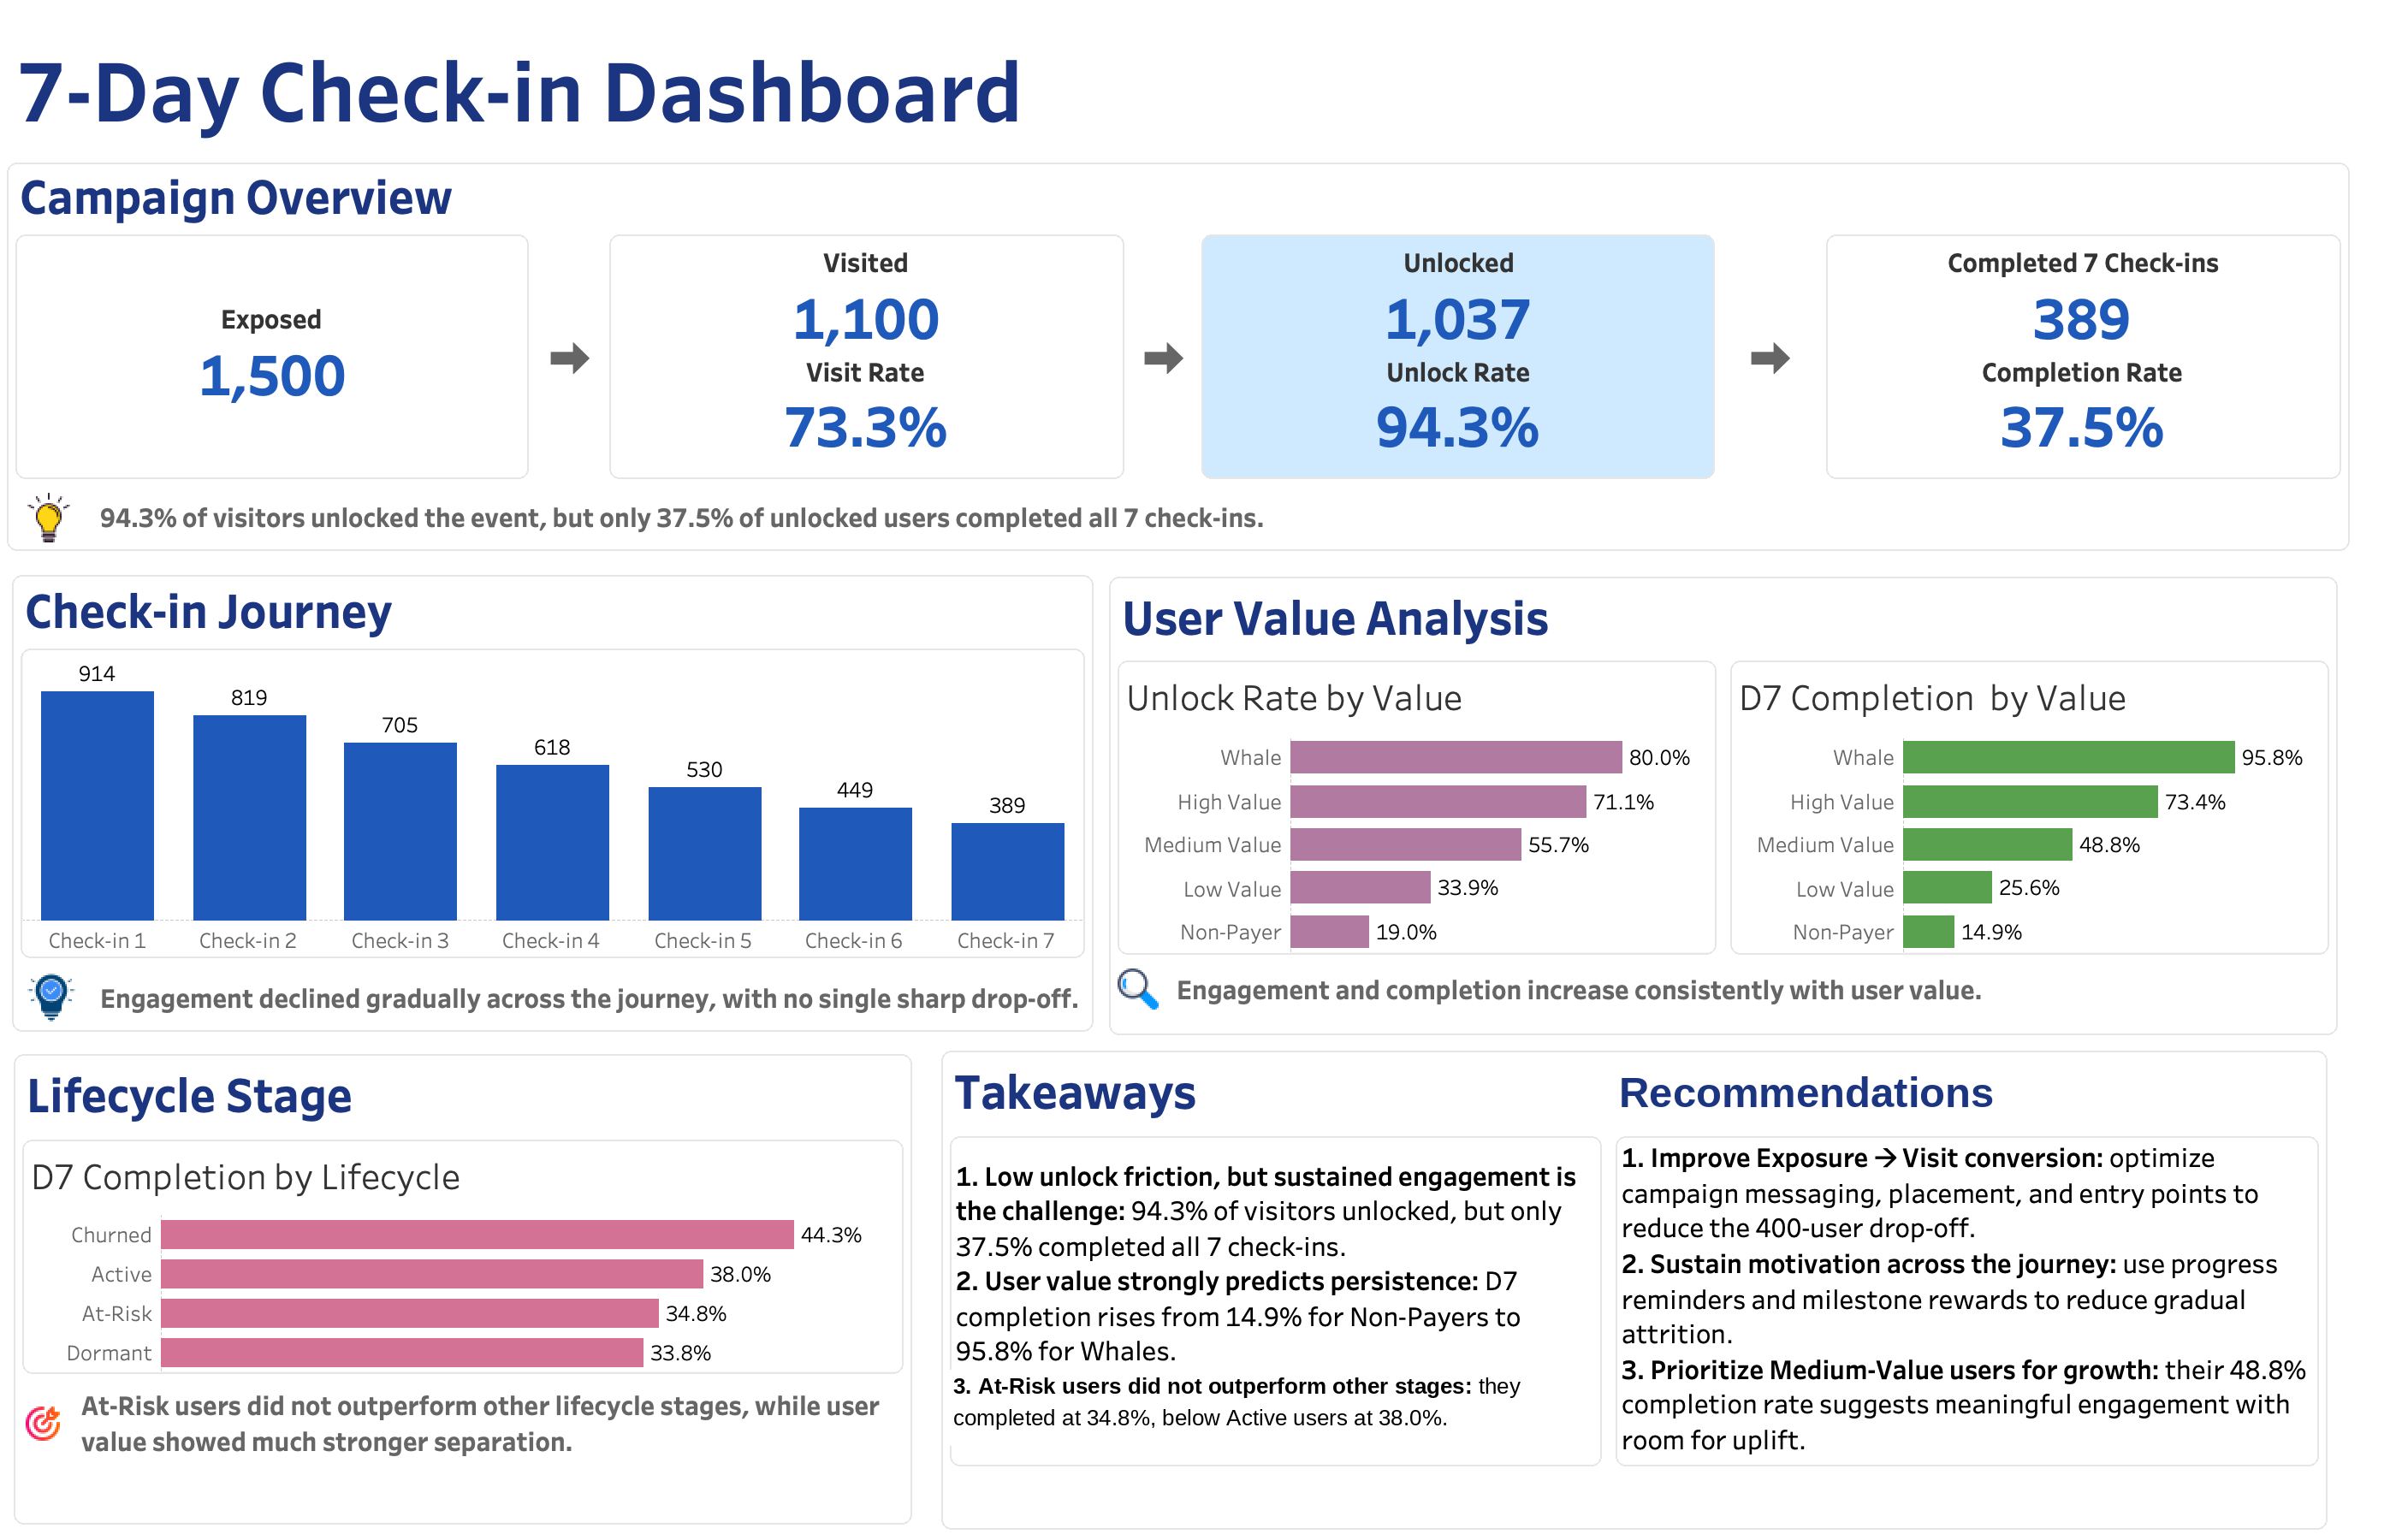 7-Day Check-in Dashboard
Campaign Overview
Exposed
1,500
Visited
1,100
Visit Rate
73.3%
Unlocked
1,037
Unlock Rate
94.3%
Completed 7 Check-ins
389
Completion Rate
37.5%
94.3% of visitors unlocked the event, but only 37.5% of unlocked users completed all 7 check-ins.
Check-in Journey
914
819
705
618
530
449
389
Check-in 1
Check-in 2
Check-in 3
Check-in 4
Check-in 5
Check-in 6
Check-in 7
Engagement declined gradually across the journey, with no single sharp drop-off.
User Value Analysis
Unlock Rate by Value
Whale 80.0%
High Value 71.1%
Medium Value 55.7%
Low Value 33.9%
Non-Payer 19.0%
D7 Completion by Value
Whale 95.8%
High Value 73.4%
Medium Value 48.8%
Low Value 25.6%
Non-Payer 14.9%
Engagement and completion increase consistently with user value.
Lifecycle Stage
D7 Completion by Lifecycle
Churned 44.3%
Active 38.0%
At-Risk 34.8%
Dormant 33.8%
At-Risk users did not outperform other lifecycle stages, while user
value showed much stronger separation.
Takeaways
1. Low unlock friction, but sustained engagement is
the challenge: 94.3% of visitors unlocked, but only
37.5% completed all 7 check-ins.
2. User value strongly predicts persistence: D7
completion rises from 14.9% for Non-Payers to
95.8% for Whales.
3. At-Risk users did not outperform other stages: they
completed at 34.8%, below Active users at 38.0%.
Recommendations
1. Improve Exposure → Visit conversion: optimize
campaign messaging, placement, and entry points to
reduce the 400-user drop-off.
2. Sustain motivation across the journey: use progress
reminders and milestone rewards to reduce gradual
attrition.
3. Prioritize Medium-Value users for growth: their 48.8%
completion rate suggests meaningful engagement with
room for uplift.